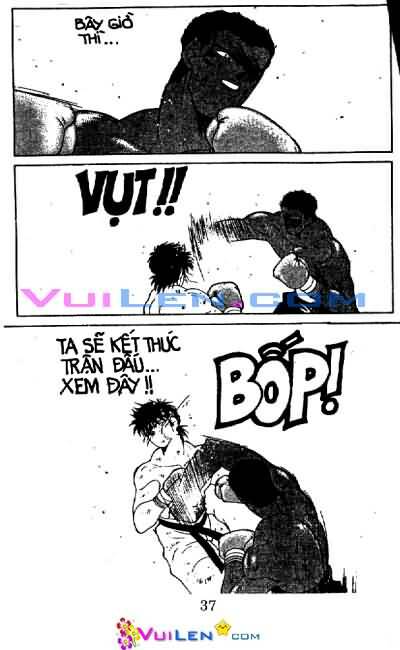 BÂY GIỜ
THÌ...
VỤT!!
VUILEN.COM
TA SẼ KẾT THÚC
TRẬN ĐẤU...
XEM ĐÂY!!
BỐP!
37
VUILEN.COM